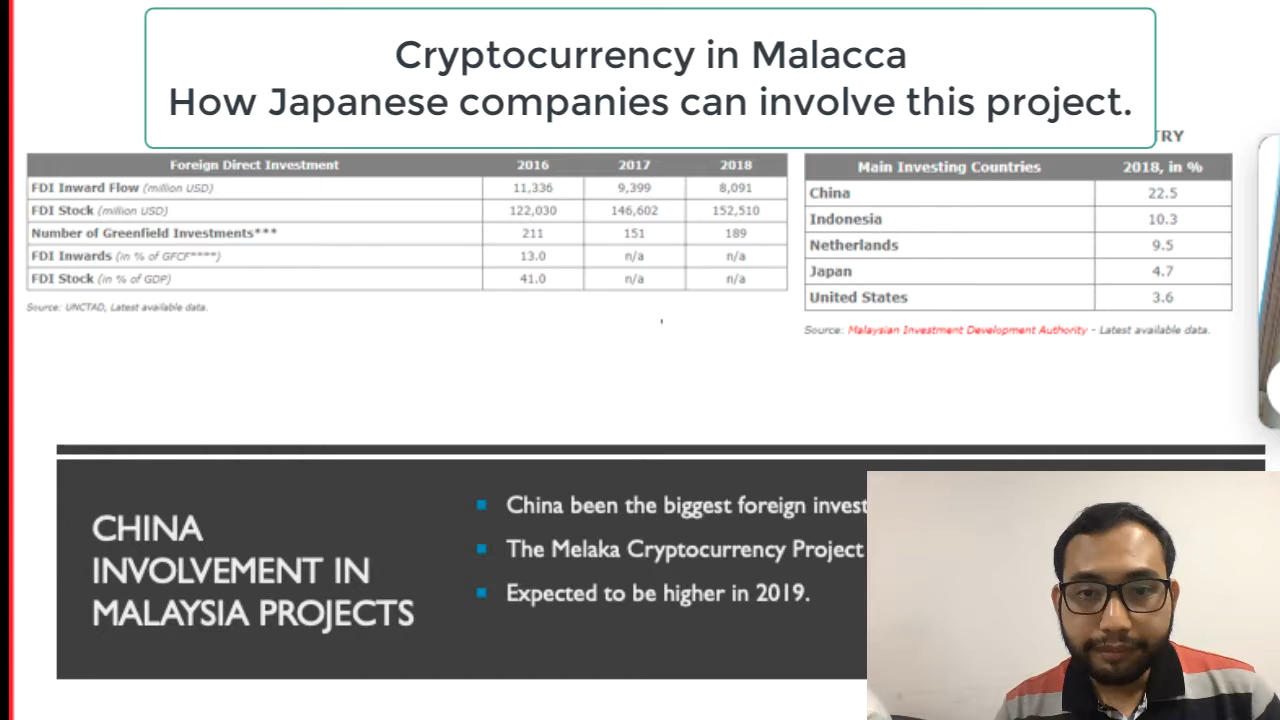 Cryptocurrency in Malacca
How Japanese companies can involve this project.
Foreign Direct Investment 2016 2017 2018
FDI Inward Flow (million USD) 11,336 9,399 8,091
FDI Stock (million USD) 122,030 146,602 152,510
Number of Greenfield Investments*** 211 151 189
FDI Inwards (in % of GFCF****) 13.0 n/a n/a
FDI Stock (in % of GDP) 41.0 n/a n/a
Source: UNCTAD, Latest available data.
TRY
Main Investing Countries 2018, in %
China 22.5
Indonesia 10.3
Netherlands 9.5
Japan 4.7
United States 3.6
Source: Malaysian Investment Development Authority - Latest available data.
CHINA
INVOLVEMENT IN
MALAYSIA PROJECTS
China been the biggest foreign invest
The Melaka Cryptocurrency Project
Expected to be higher in 2019.